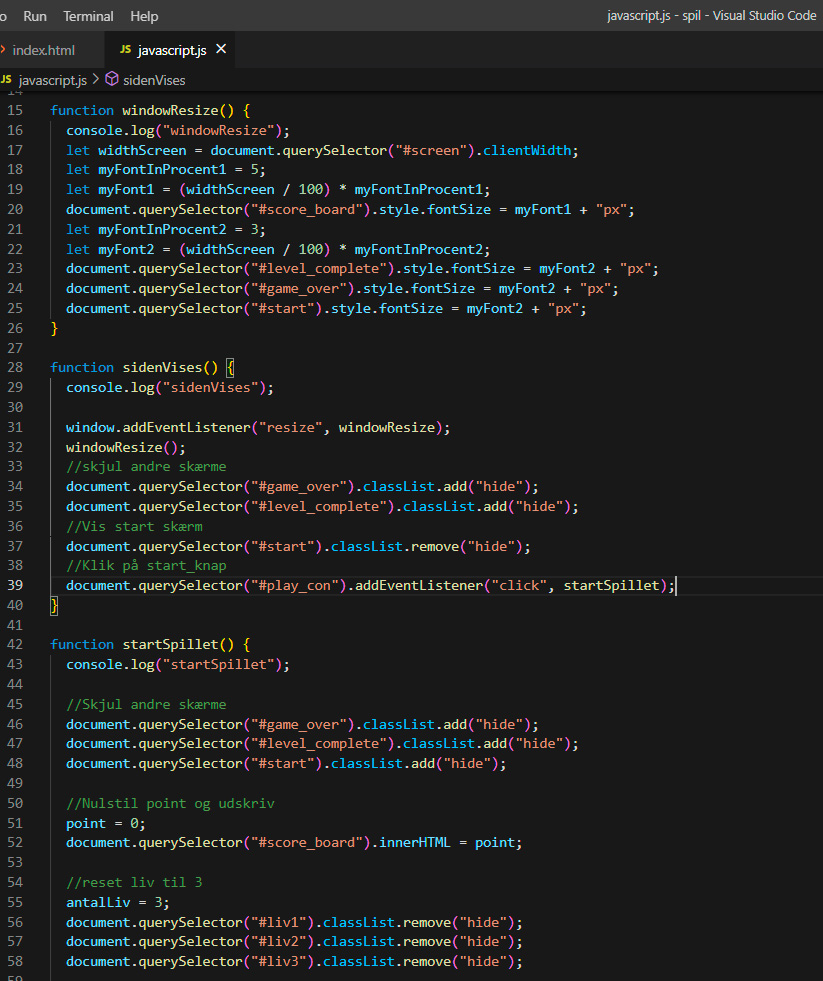 o Run Terminal Help javascript.js - spil - Visual Studio Code
index.html JS javascript.js ✕
JS javascript.js > sidenVises
14
15 function windowResize() {
16 console.log("windowResize");
17 let widthScreen = document.querySelector("#screen").clientWidth;
18 let myFontInProcent1 = 5;
19 let myFont1 = (widthScreen / 100) * myFontInProcent1;
20 document.querySelector("#score_board").style.fontSize = myFont1 + "px";
21 let myFontInProcent2 = 3;
22 let myFont2 = (widthScreen / 100) * myFontInProcent2;
23 document.querySelector("#level_complete").style.fontSize = myFont2 + "px";
24 document.querySelector("#game_over").style.fontSize = myFont2 + "px";
25 document.querySelector("#start").style.fontSize = myFont2 + "px";
26 }
27
28 function sidenVises() {
29 console.log("sidenVises");
30
31 window.addEventListener("resize", windowResize);
32 windowResize();
33 //skjul andre skærme
34 document.querySelector("#game_over").classList.add("hide");
35 document.querySelector("#level_complete").classList.add("hide");
36 //Vis start skærm
37 document.querySelector("#start").classList.remove("hide");
38 //Klik på start_knap
39 document.querySelector("#play_con").addEventListener("click", startSpillet);
40 }
41
42 function startSpillet() {
43 console.log("startSpillet");
44
45 //Skjul andre skærme
46 document.querySelector("#game_over").classList.add("hide");
47 document.querySelector("#level_complete").classList.add("hide");
48 document.querySelector("#start").classList.add("hide");
49
50 //Nulstil point og udskriv
51 point = 0;
52 document.querySelector("#score_board").innerHTML = point;
53
54 //reset liv til 3
55 antalLiv = 3;
56 document.querySelector("#liv1").classList.remove("hide");
57 document.querySelector("#liv2").classList.remove("hide");
58 document.querySelector("#liv3").classList.remove("hide");
59